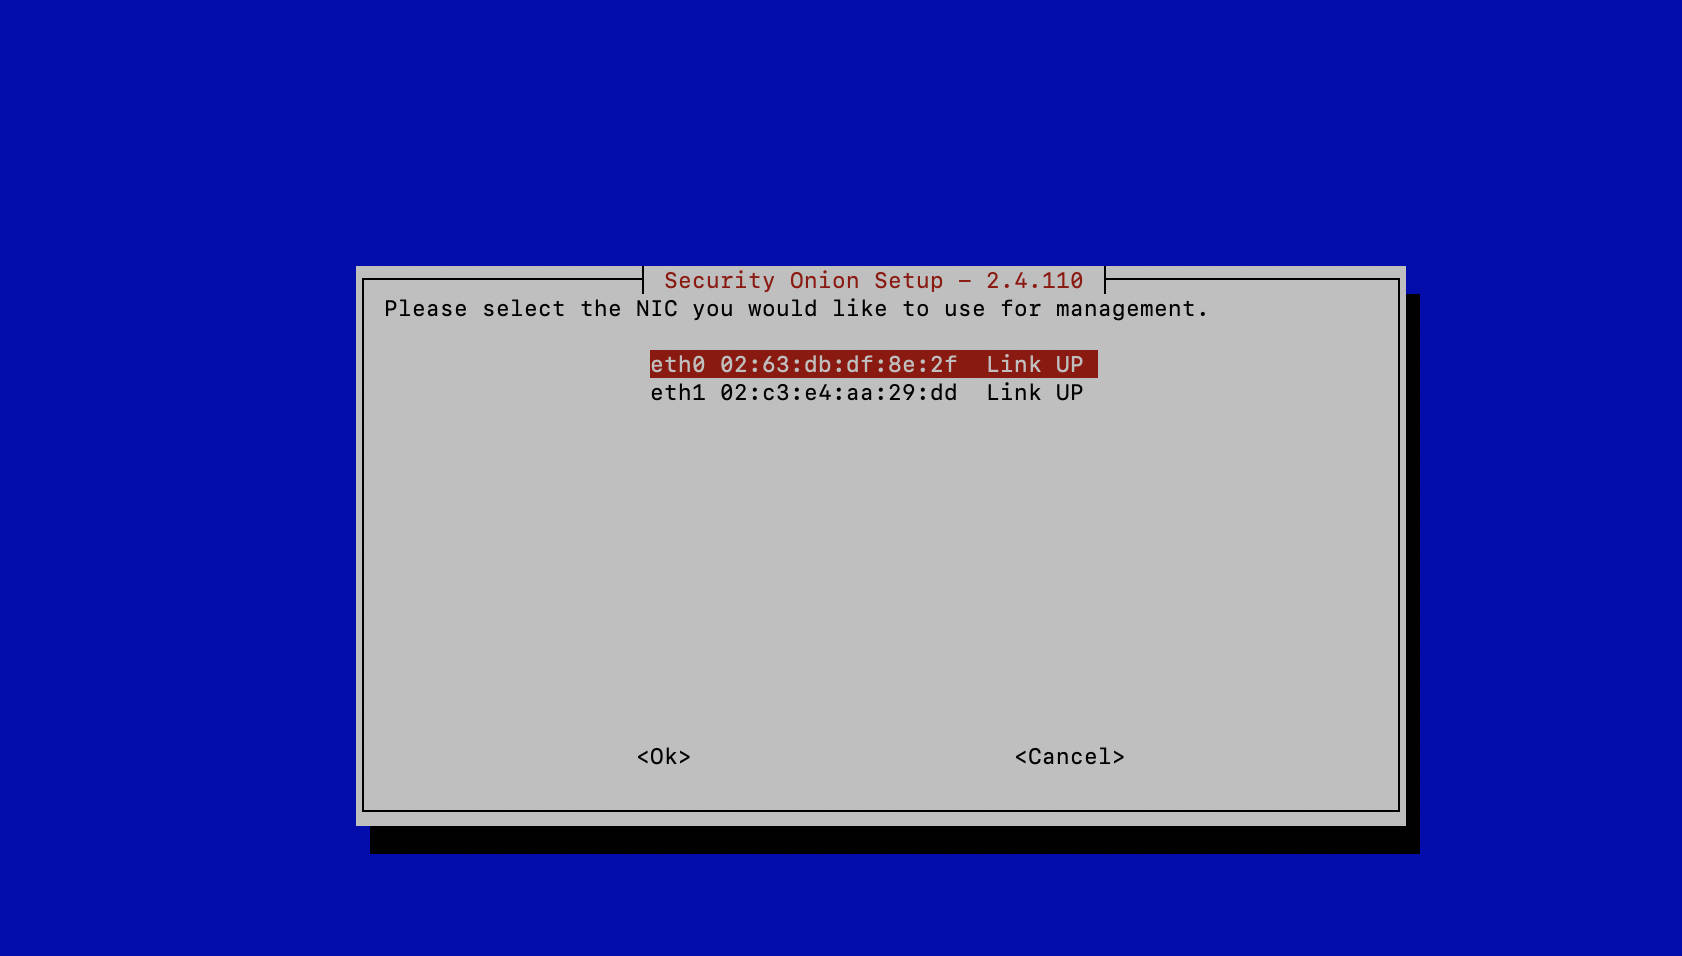 Security Onion Setup – 2.4.110
Please select the NIC you would like to use for management.
eth0 02:63:db:df:8e:2f  Link UP
eth1 02:c3:e4:aa:29:dd  Link UP
<Ok> <Cancel>